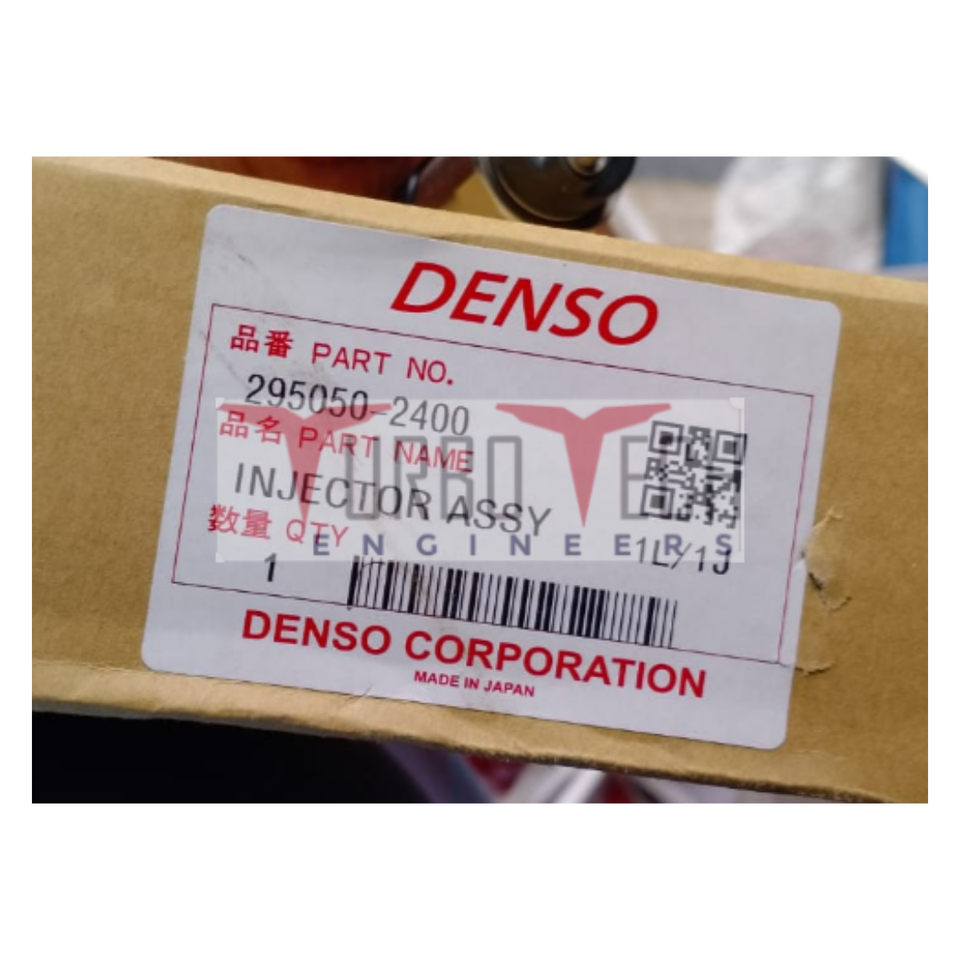 DENSO
品番 PART NO.
295050-2400
品名 PART NAME
INJECTOR ASSY
数量 QTY
1
1L/1J
DENSO CORPORATION
MADE IN JAPAN
TURBO TE
ENGINEERS